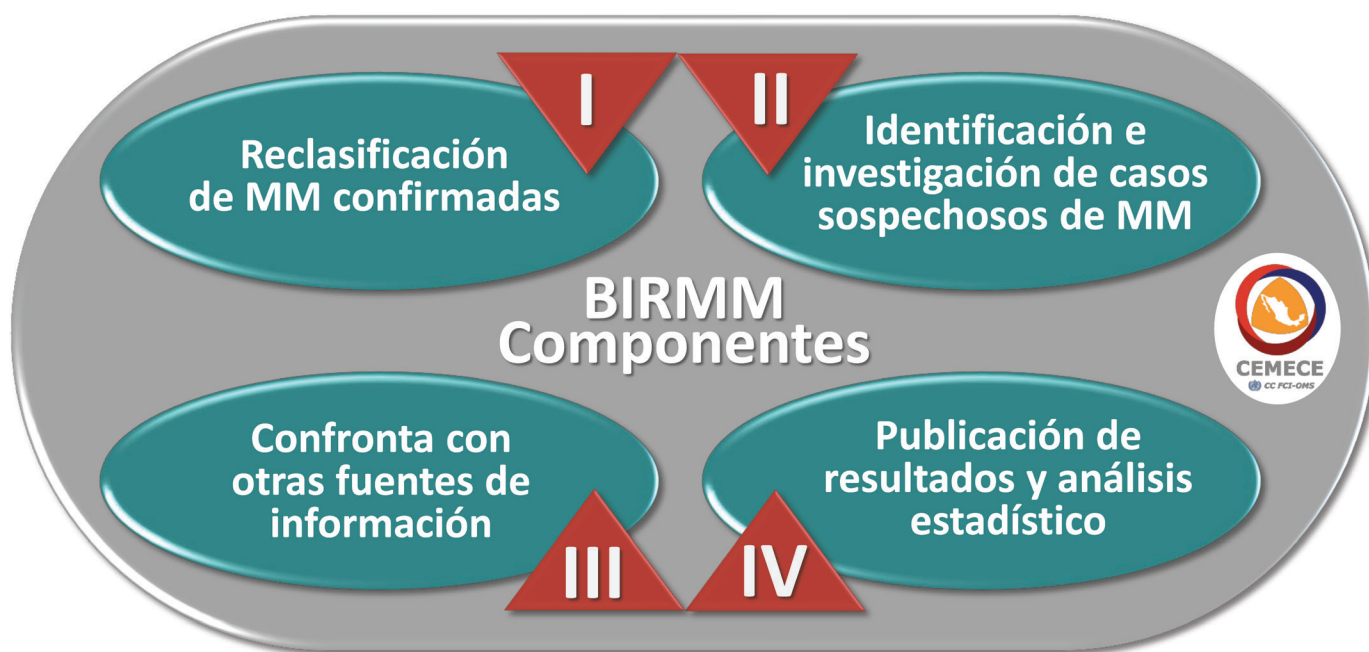 I
Reclasificación
de MM confirmadas
II
Identificación e
investigación de casos
sospechosos de MM
BIRMM
Componentes
CEMECE
CC FCI-OMS
Confronta con
otras fuentes de
información
III
Publicación de
resultados y análisis
estadístico
IV